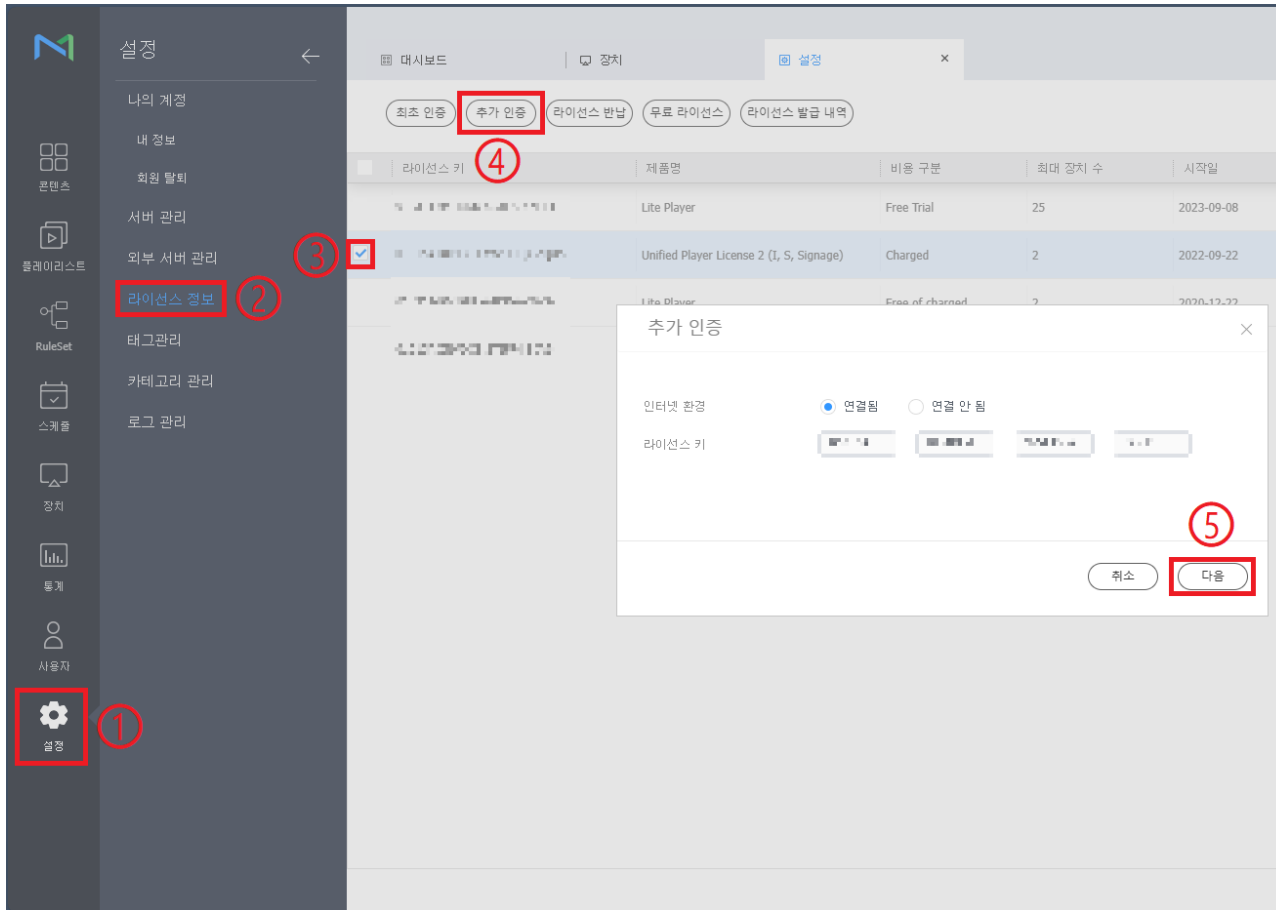 설정
←
나의 계정
내 정보
회원 탈퇴
서버 관리
외부 서버 관리
라이선스 정보
②
태그관리
카테고리 관리
로그 관리
콘텐츠
플레이리스트
RuleSet
스케줄
장치
통계
사용자
설정
①
대시보드 장치 설정 ×
최초 인증 추가 인증 라이선스 반납 무료 라이선스 라이선스 발급 내역
④
라이선스 키 제품명 비용 구분 최대 장치 수 시작일
Lite Player Free Trial 25 2023-09-08
③ Unified Player License 2 (I, S, Signage) Charged 2 2022-09-22
Lite Player Free of charged 2 2020-12-22
추가 인증 ×
인터넷 환경 연결됨 연결 안 됨
라이선스 키
⑤
취소 다음